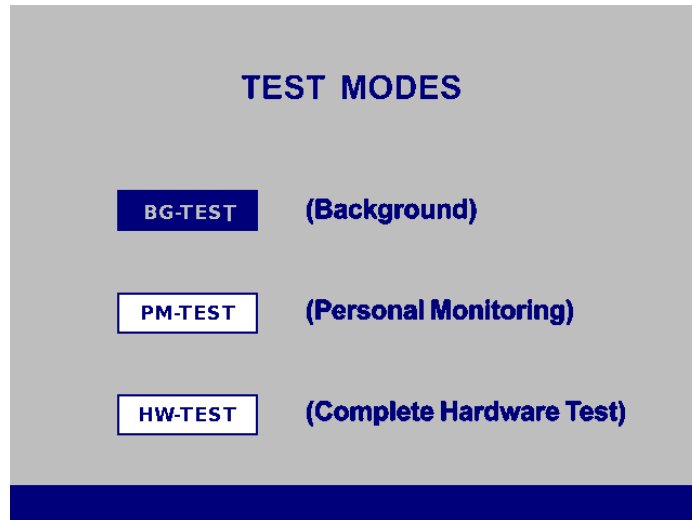 TEST MODES
BG-TEST (Background)
PM-TEST (Personal Monitoring)
HW-TEST (Complete Hardware Test)